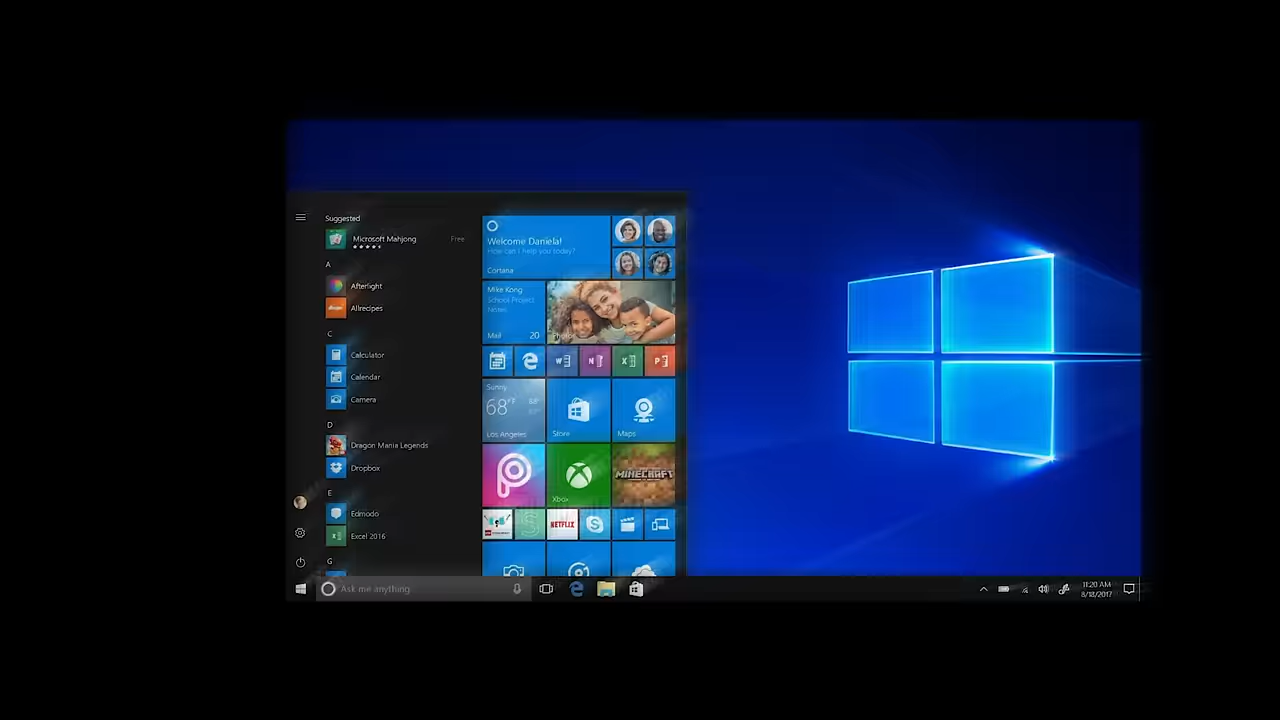 Suggested
Microsoft Mahjong
Free
A
Afterlight
Allrecipes
C
Calculator
Calendar
Camera
D
Dragon Mania Legends
Dropbox
E
Edmodo
Excel 2016
G
Welcome Daniela!
How can I help you today?
Cortana
Mike Kong
School Project
Notes
Mail 20
Photos
Sunny
68°F
88°
Los Angeles
Store
Maps
Xbox
MINECRAFT
NETFLIX
Ask me anything
11:20 AM
8/18/2017